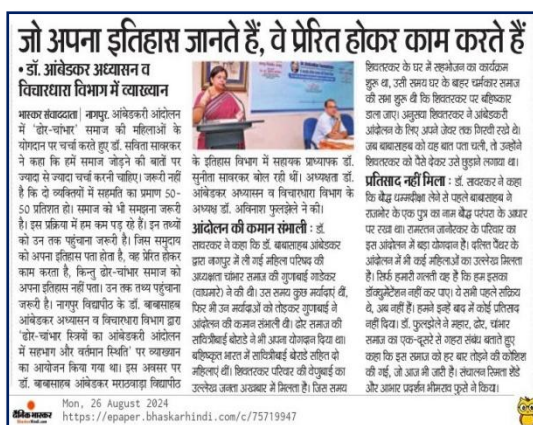 जो अपना इतिहास जानते हैं, वे प्रेरित होकर काम करते हैं
• डॉ. आंबेडकर अध्यासन व
विचारधारा विभाग में व्याख्यान
भास्कर संवाददाता | नागपुर. आंबेडकरी आंदोलन
में 'ढोर-चांभार' समाज की महिलाओं के
योगदान पर चर्चा करते हुए डॉ. सविता सावरकर
ने कहा कि हमें समाज जोड़ने की बातों पर
ज्यादा से ज्यादा चर्चा करनी चाहिए। जरूरी नहीं
है कि दो व्यक्तियों में सहमति का प्रमाण 50-
50 प्रतिशत हो। समाज को भी समझना जरूरी
है। इस प्रक्रिया में हम कम पड़ रहे हैं। इन तथ्यों
को उन तक पहुंचाना जरूरी है। जिस समुदाय
को अपना इतिहास पता होता है, वह प्रेरित होकर
काम करता है, किन्तु ढोर-चांभार समाज को
अपना इतिहास नहीं पता। उन तक तथ्य पहुंचाना
जरूरी है। नागपुर विद्यापीठ के डॉ. बाबासाहब
आंबेडकर अध्यासन व विचारधारा विभाग द्वारा
'ढोर-चांभार स्त्रियों का आंबेडकरी आंदोलन
में सहभाग और वर्तमान स्थिति' पर व्याख्यान
का आयोजन किया गया था। इस अवसर पर
डॉ. बाबासाहब आंबेडकर मराठवाड़ा विद्यापीठ
के इतिहास विभाग में सहायक प्राध्यापक डॉ.
सुनीता सावरकर बोल रही थीं। अध्यक्षता डॉ.
आंबेडकर अध्यासन व विचारधारा विभाग के
अध्यक्ष डॉ. अविनाश फुलझेले ने की।
आंदोलन की कमान संभाली : डॉ.
सावरकर ने कहा कि डॉ. बाबासाहब आंबेडकर
द्वारा नागपुर में ली गई महिला परिषद की
अध्यक्षता चांभार समाज की गुणाबाई गाडेकर
(वाघमारे) ने की थी। उस समय कुछ मर्यादाएं थीं,
फिर भी उन मर्यादाओं को तोड़कर गुणाबाई ने
आंदोलन की कमान संभाली थी। ढोर समाज की
सावित्रीबाई बोराडे ने भी अपना योगदान दिया था।
बहिष्कृत भारत में सावित्रीबाई बोराडे सहित दो
महिलाएं थीं। शिवतरकर परिवार की वेणुबाई का
उल्लेख जनता अखबार में मिलता है। जिस समय
शिवतरकर के घर में सहभोजन का कार्यक्रम
शुरू था, उसी समय घर के बाहर चर्मकार समाज
की सभा शुरू थी कि शिवतरकर पर बहिष्कार
डाला जाए। अनुसया शिवतरकर ने आंबेडकरी
आंदोलन के लिए अपने जेवर तक गिरवी रखे थे।
जब बाबासाहब को यह बात पता चली, तो उन्होंने
शिवतरकर को पैसे देकर उसे छुड़ाने लगाया था।
प्रतिसाद नहीं मिला : डॉ. सावरकर ने कहा
कि बौद्ध धम्मदीक्षा लेने से पहले बाबासाहब ने
राजभोर के एक पुत्र का नाम बौद्ध परंपरा के आधार
पर रखा था। रामरतन जानोरकर के परिवार का
इस आंदोलन में बड़ा योगदान है। दलित पैंथर के
आंदोलन में भी कई महिलाओं का उल्लेख मिलता
है। सिर्फ हमारी गलती यह है कि हम इसका
डॉक्यूमेंटेशन नहीं कर पाए। ये सभी पहले सक्रिय
थे, अब नहीं हैं। हमने इन्हें बाद में कोई प्रतिसाद
नहीं दिया। डॉ. फुलझेले ने महार, ढोर, चांभार
समाज का एक-दूसरे से गहरा संबंध बताते हुए
कहा कि इस समाज को हर बार तोड़ने की कोशिश
की गई, जो आज भी जारी है। संचालन स्मिता शेंडे
और आभार प्रदर्शन भीमराव फुसे ने किया।
दैनिक भास्कर
Mon, 26 August 2024
https://epaper.bhaskarhindi.com/c/75719947